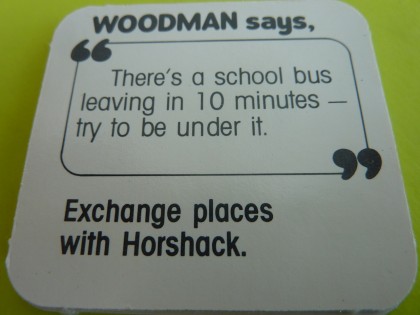 WOODMAN says,
“
There's a school bus
leaving in 10 minutes —
try to be under it.
”
Exchange places
with Horshack.